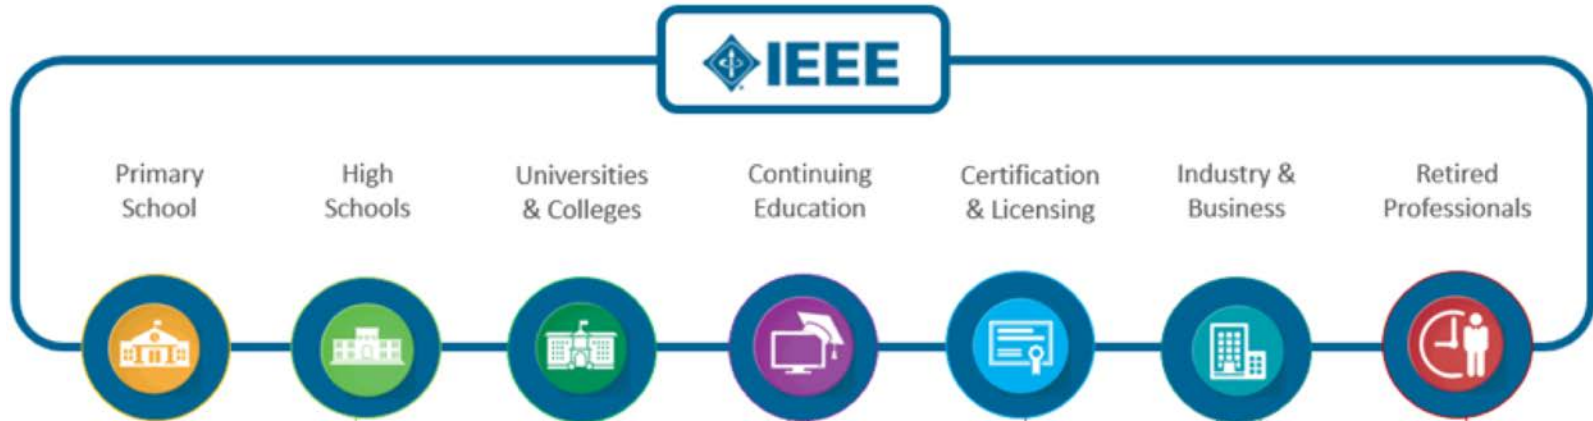 IEEE
Primary
School
High
Schools
Universities
& Colleges
Continuing
Education
Certification
& Licensing
Industry &
Business
Retired
Professionals